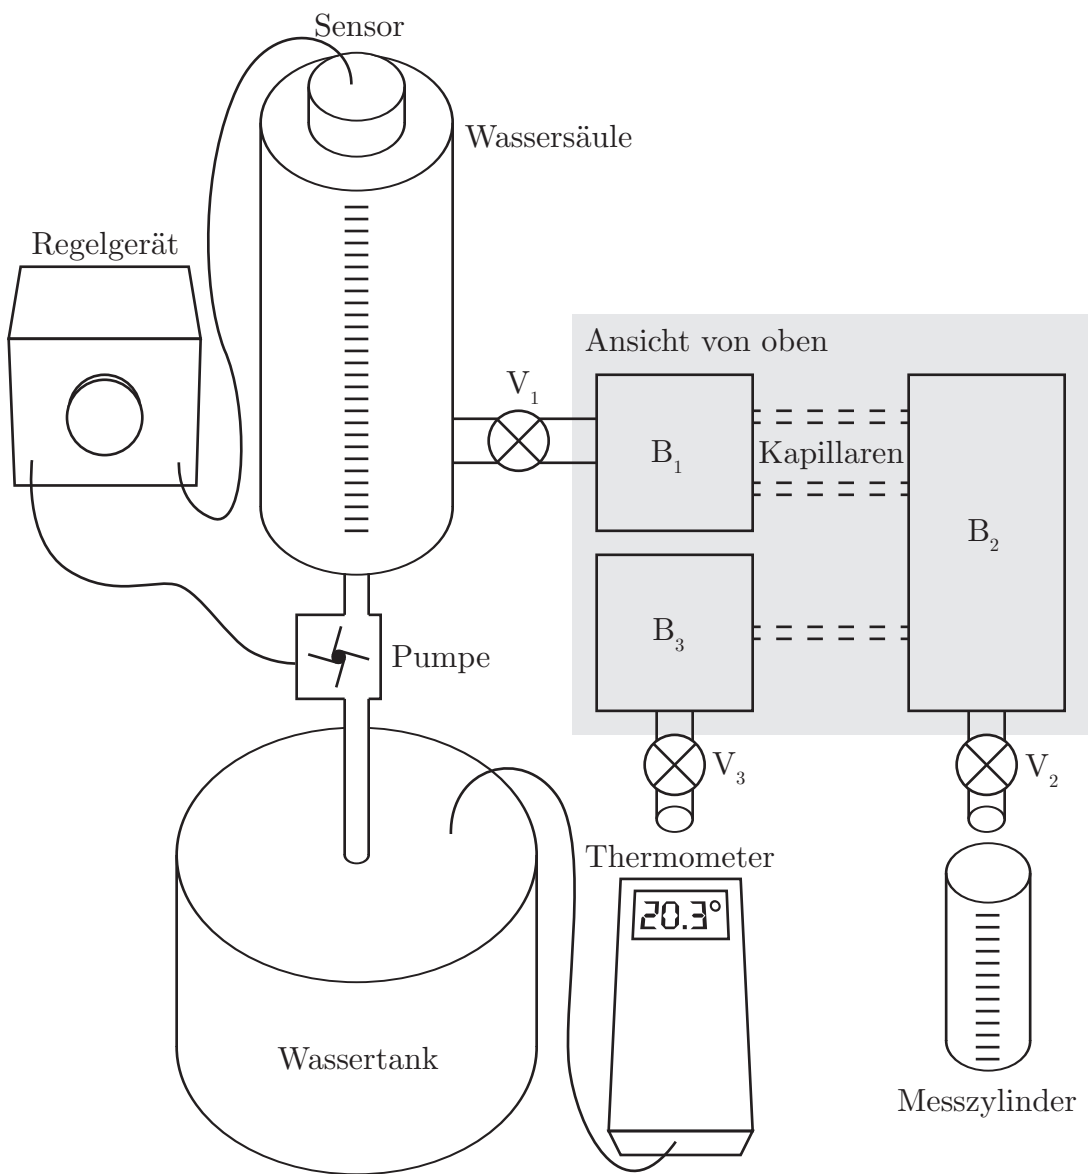 Sensor
Wassersäule
Regelgerät
Ansicht von oben
V₁
B₁
Kapillaren
B₂
B₃
Pumpe
V₃
V₂
Thermometer
20.3°
Wassertank
Messzylinder